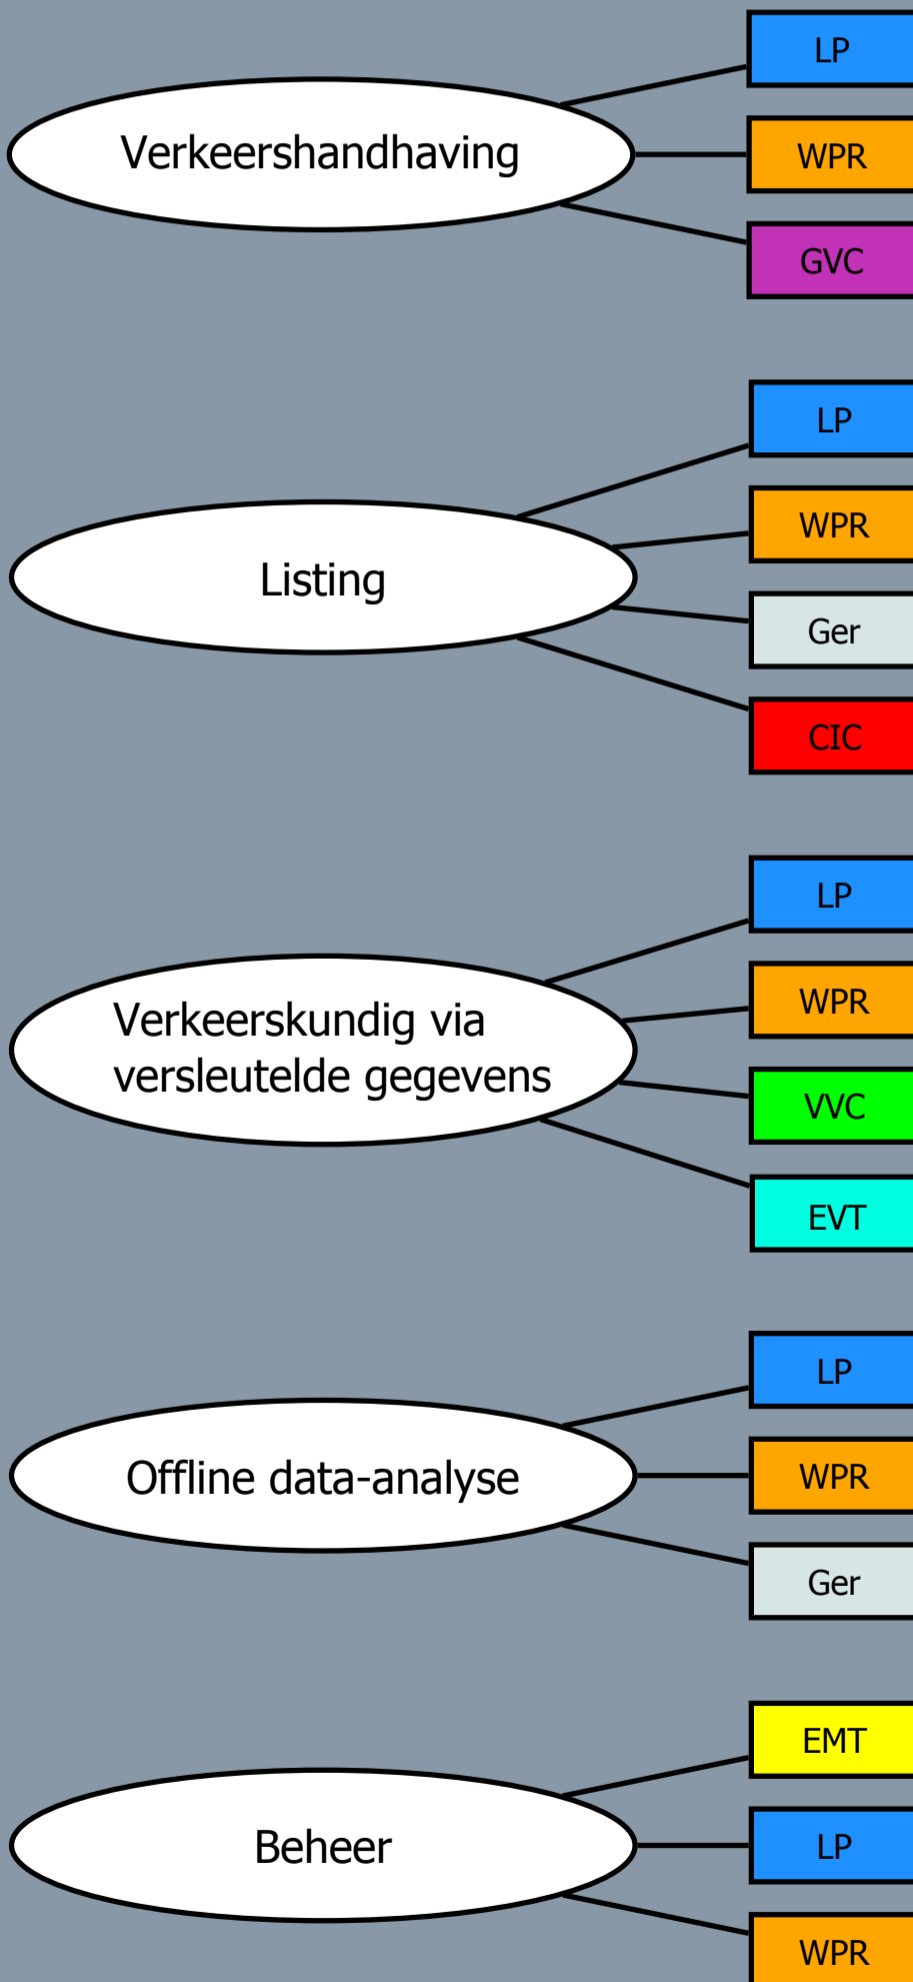 LP
Verkeershandhaving
WPR
GVC
LP
WPR
Listing
Ger
CIC
LP
WPR
Verkeerskundig via
versleutelde gegevens
VVC
EVT
LP
Offline data-analyse
WPR
Ger
EMT
Beheer
LP
WPR